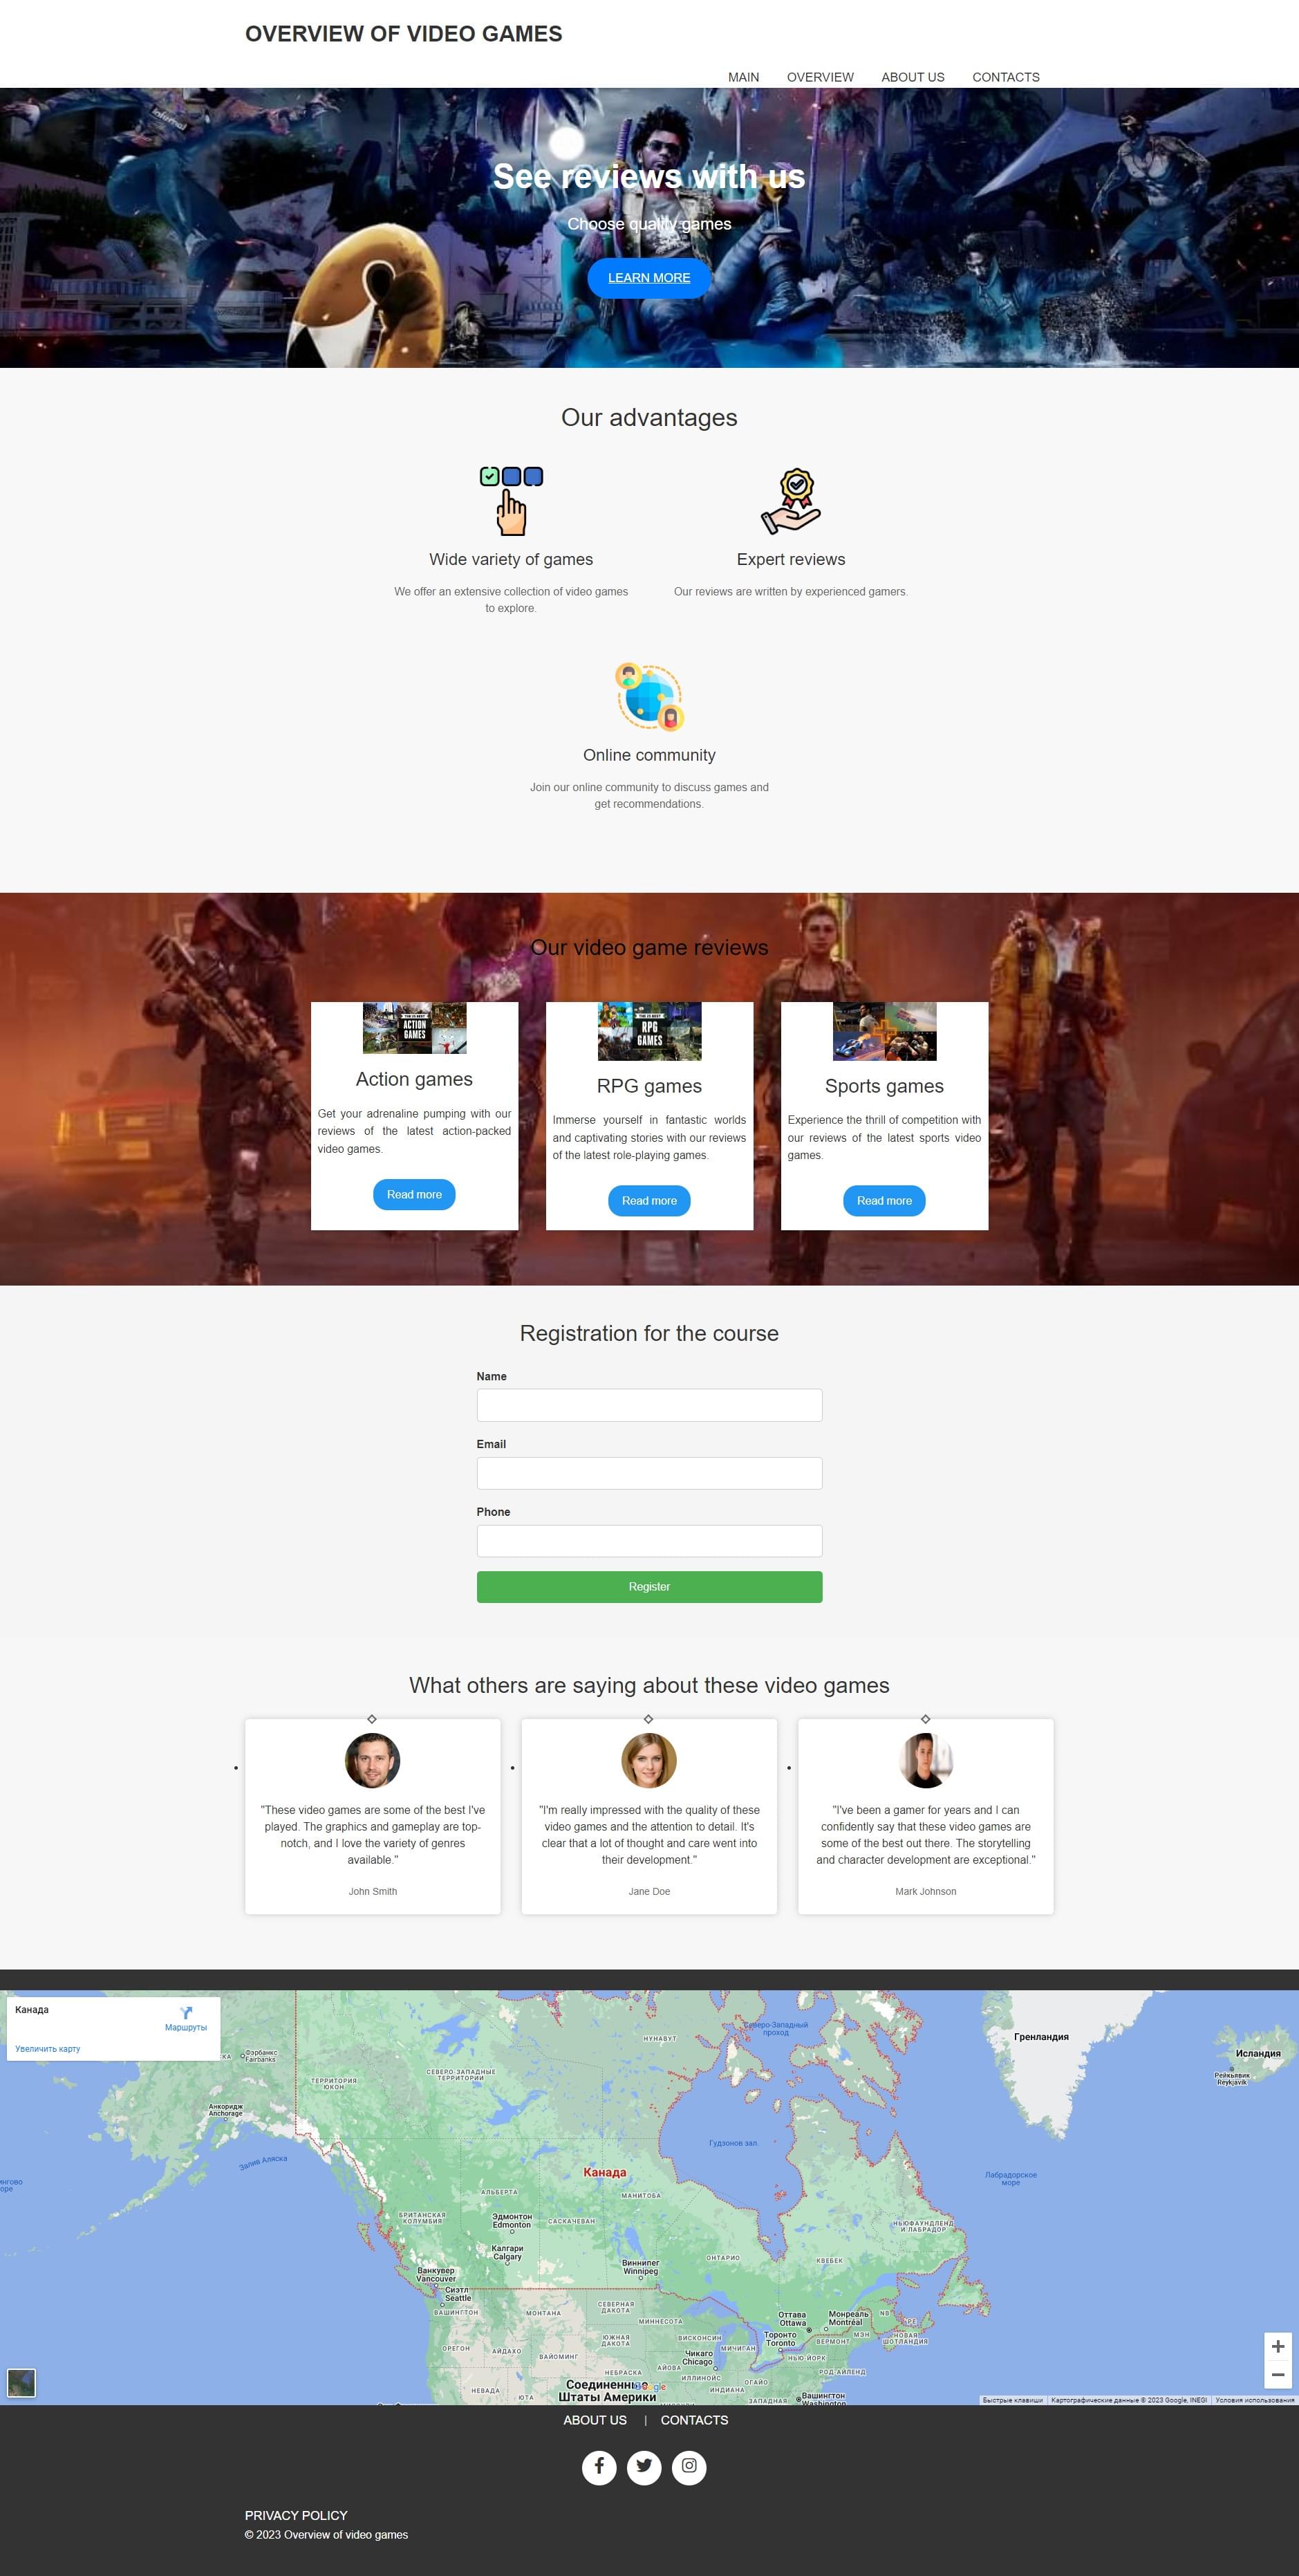 OVERVIEW OF VIDEO GAMES
MAIN OVERVIEW ABOUT US CONTACTS
infernal
See reviews with us
Choose quality games
LEARN MORE
Our advantages
Wide variety of games
We offer an extensive collection of video games
to explore.
Expert reviews
Our reviews are written by experienced gamers.
Online community
Join our online community to discuss games and
get recommendations.
Our video game reviews
ACTION
GAMES
Action games
Get your adrenaline pumping with our
reviews of the latest action-packed
video games.
Read more
RPG
GAMES
RPG games
Immerse yourself in fantastic worlds
and captivating stories with our reviews
of the latest role-playing games.
Read more
Sports games
Experience the thrill of competition with
our reviews of the latest sports video
games.
Read more
Registration for the course
Name
Email
Phone
Register
What others are saying about these video games
"These video games are some of the best I've
played. The graphics and gameplay are top-
notch, and I love the variety of genres
available."
John Smith
"I'm really impressed with the quality of these
video games and the attention to detail. It's
clear that a lot of thought and care went into
their development."
Jane Doe
"I've been a gamer for years and I can
confidently say that these video games are
some of the best out there. The storytelling
and character development are exceptional."
Mark Johnson
Канада
Маршруты
Увеличить карту
Фэрбанкс
Fairbanks
Анкоридж
Anchorage
Залив Аляска
ТЕРРИТОРИЯ
ЮКОН
СЕВЕРО-ЗАПАДНЫЕ
ТЕРРИТОРИИ
НУНАВУТ
Северо-Западный
проход
Гренландия
Исландия
Рейкьявик
Reykjavík
Гудзонов зал.
Лабрадорское
море
Канада
АЛЬБЕРТА
МАНИТОБА
БРИТАНСКАЯ
КОЛУМБИЯ
Эдмонтон
Edmonton
САСКАЧЕВАН
НЬЮФАУНДЛЕНД
И ЛАБРАДОР
Калгари
Calgary
Виннипег
Winnipeg
ОНТАРИО
КВЕБЕК
Ванкувер
Vancouver
Сиэтл
Seattle
ВАШИНГТОН
МОНТАНА
СЕВЕРНАЯ
ДАКОТА
МИННЕСОТА
Оттава
Ottawa
Монреаль
Montréal
NB
PE
НОВАЯ
ШОТЛАНДИЯ
Торонто
Toronto
МЭН
ВЕРМОНТ
ОРЕГОН
АЙДАХО
ВАЙОМИНГ
ЮЖНАЯ
ДАКОТА
ВИСКОНСИН
МИЧИГАН
НЬЮ-ЙОРК
Чикаго
Chicago
АЙОВА
НЕБРАСКА
ИЛЛИНОЙС
ИНДИАНА
ОГАЙО
РОД-АЙЛЕНД
НЕВАДА
ЮТА
Соединенные
Штаты Америки
Google
ЗАПАДНАЯ
Вашингтон
Washington
Быстрые клавиши Картографические данные © 2023 Google, INEGI Условия использования
ABOUT US | CONTACTS
PRIVACY POLICY
© 2023 Overview of video games